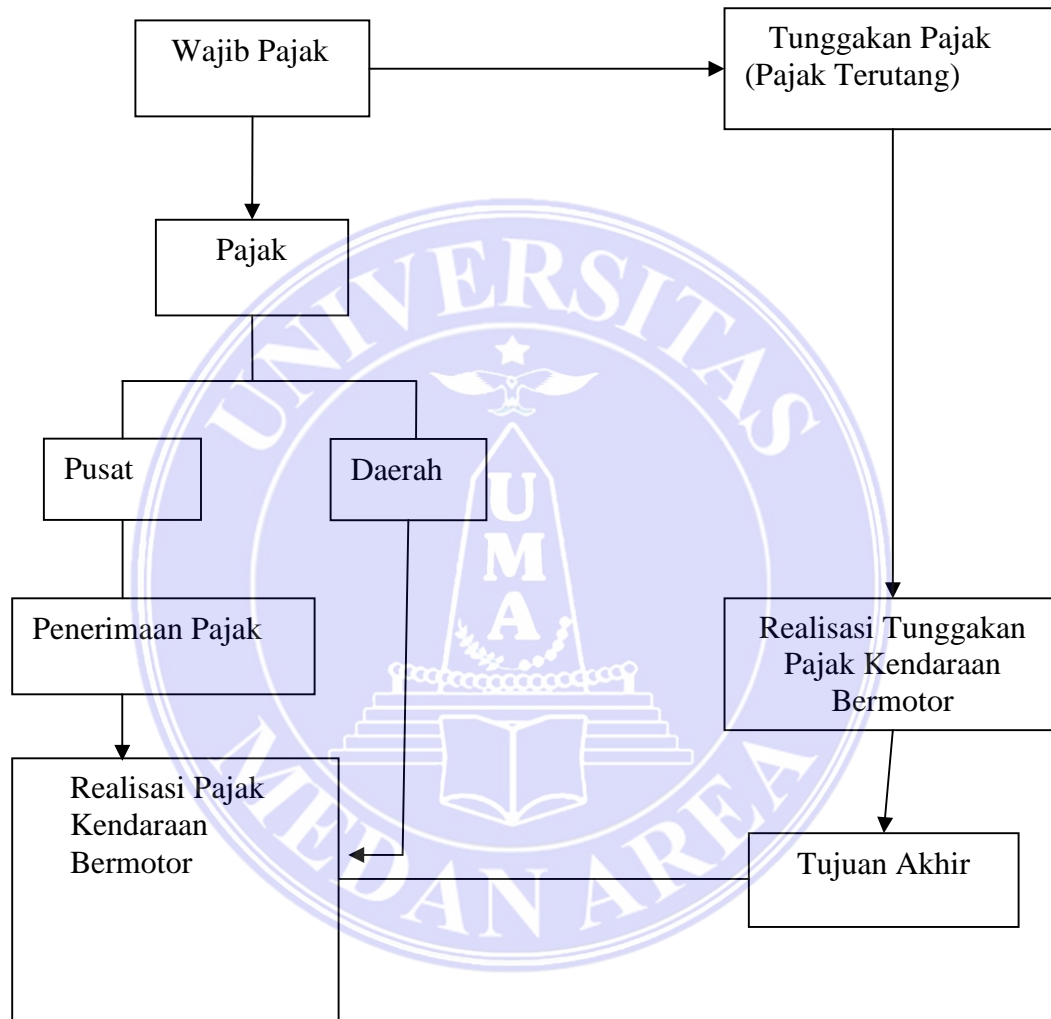 Wajib Pajak
Tunggakan Pajak
(Pajak Terutang)
Pajak
Pusat
Daerah
Penerimaan Pajak
Realisasi Tunggakan
Pajak Kendaraan
Bermotor
Realisasi Pajak
Kendaraan
Bermotor
Tujuan Akhir
UNIVERSITAS
UMA
MEDAN AREA